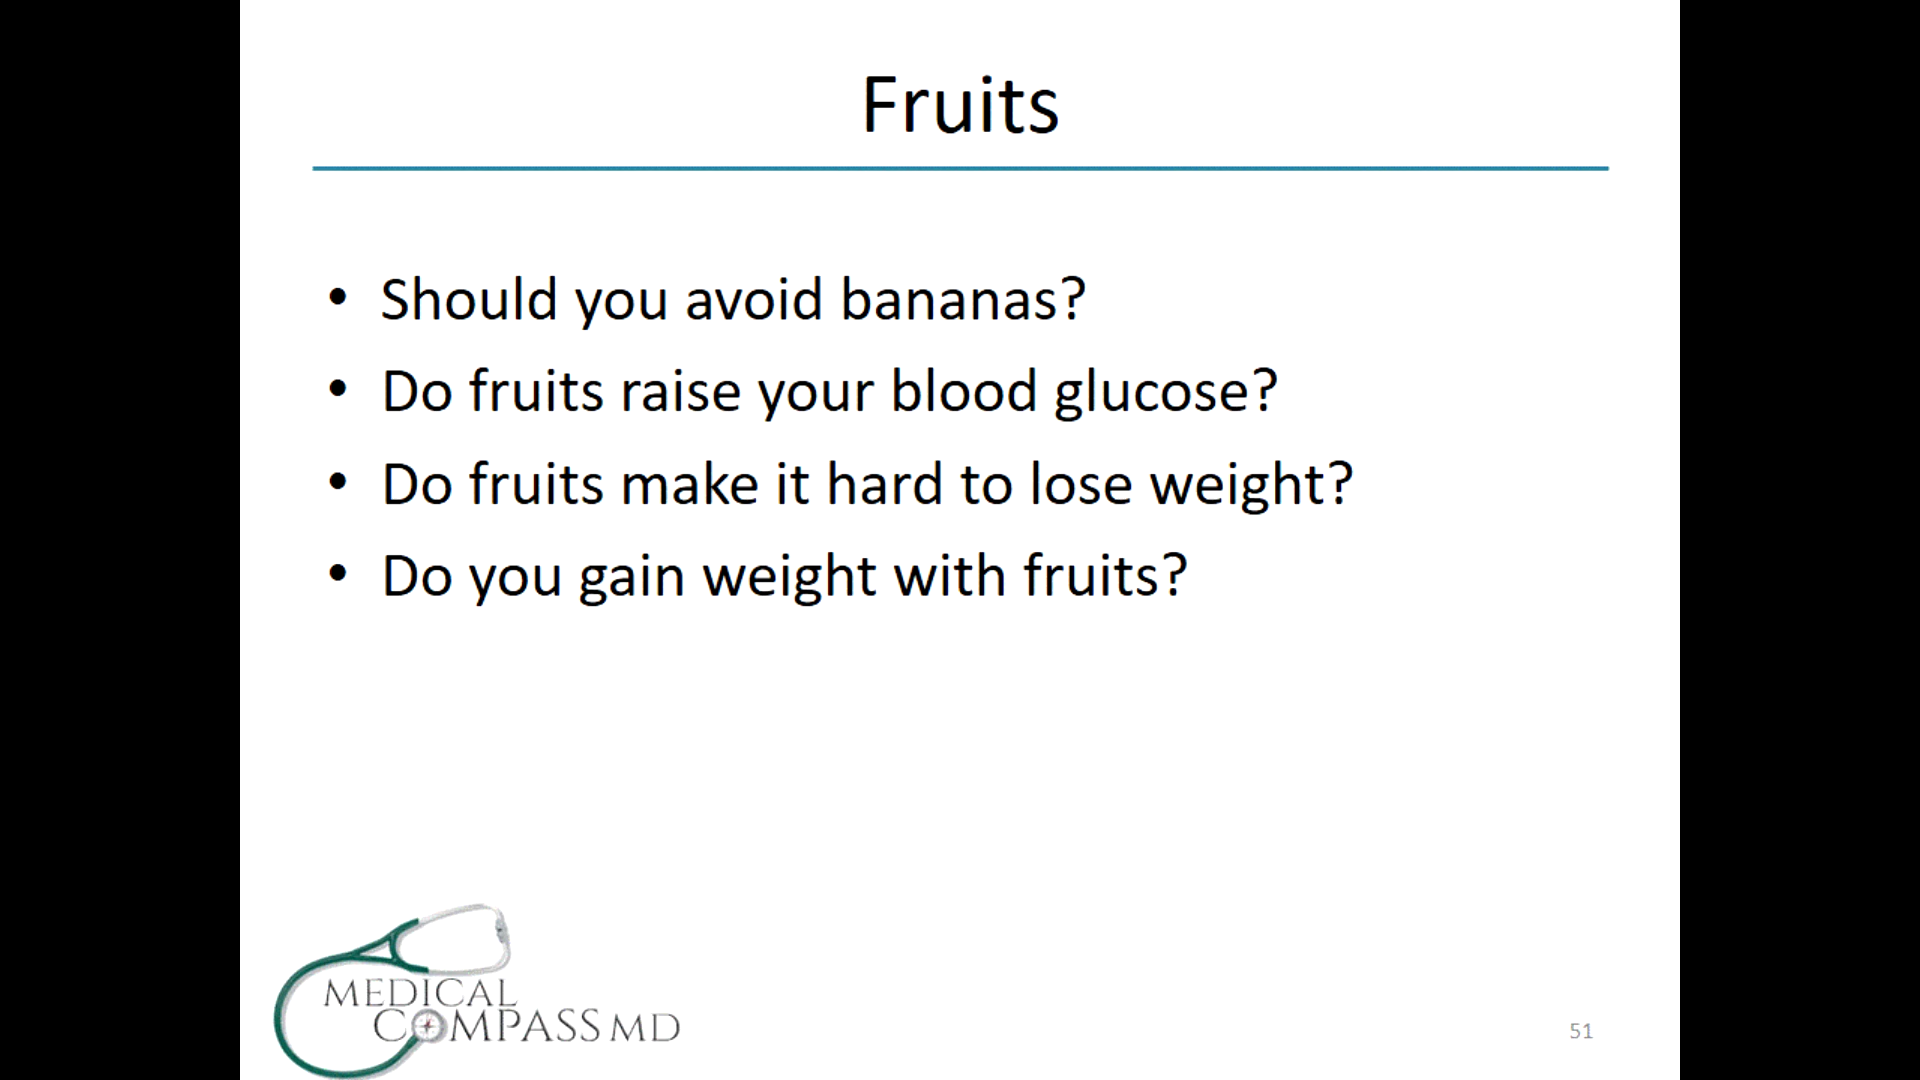 Fruits
• Should you avoid bananas?
• Do fruits raise your blood glucose?
• Do fruits make it hard to lose weight?
• Do you gain weight with fruits?
MEDICAL
COMPASS MD
51